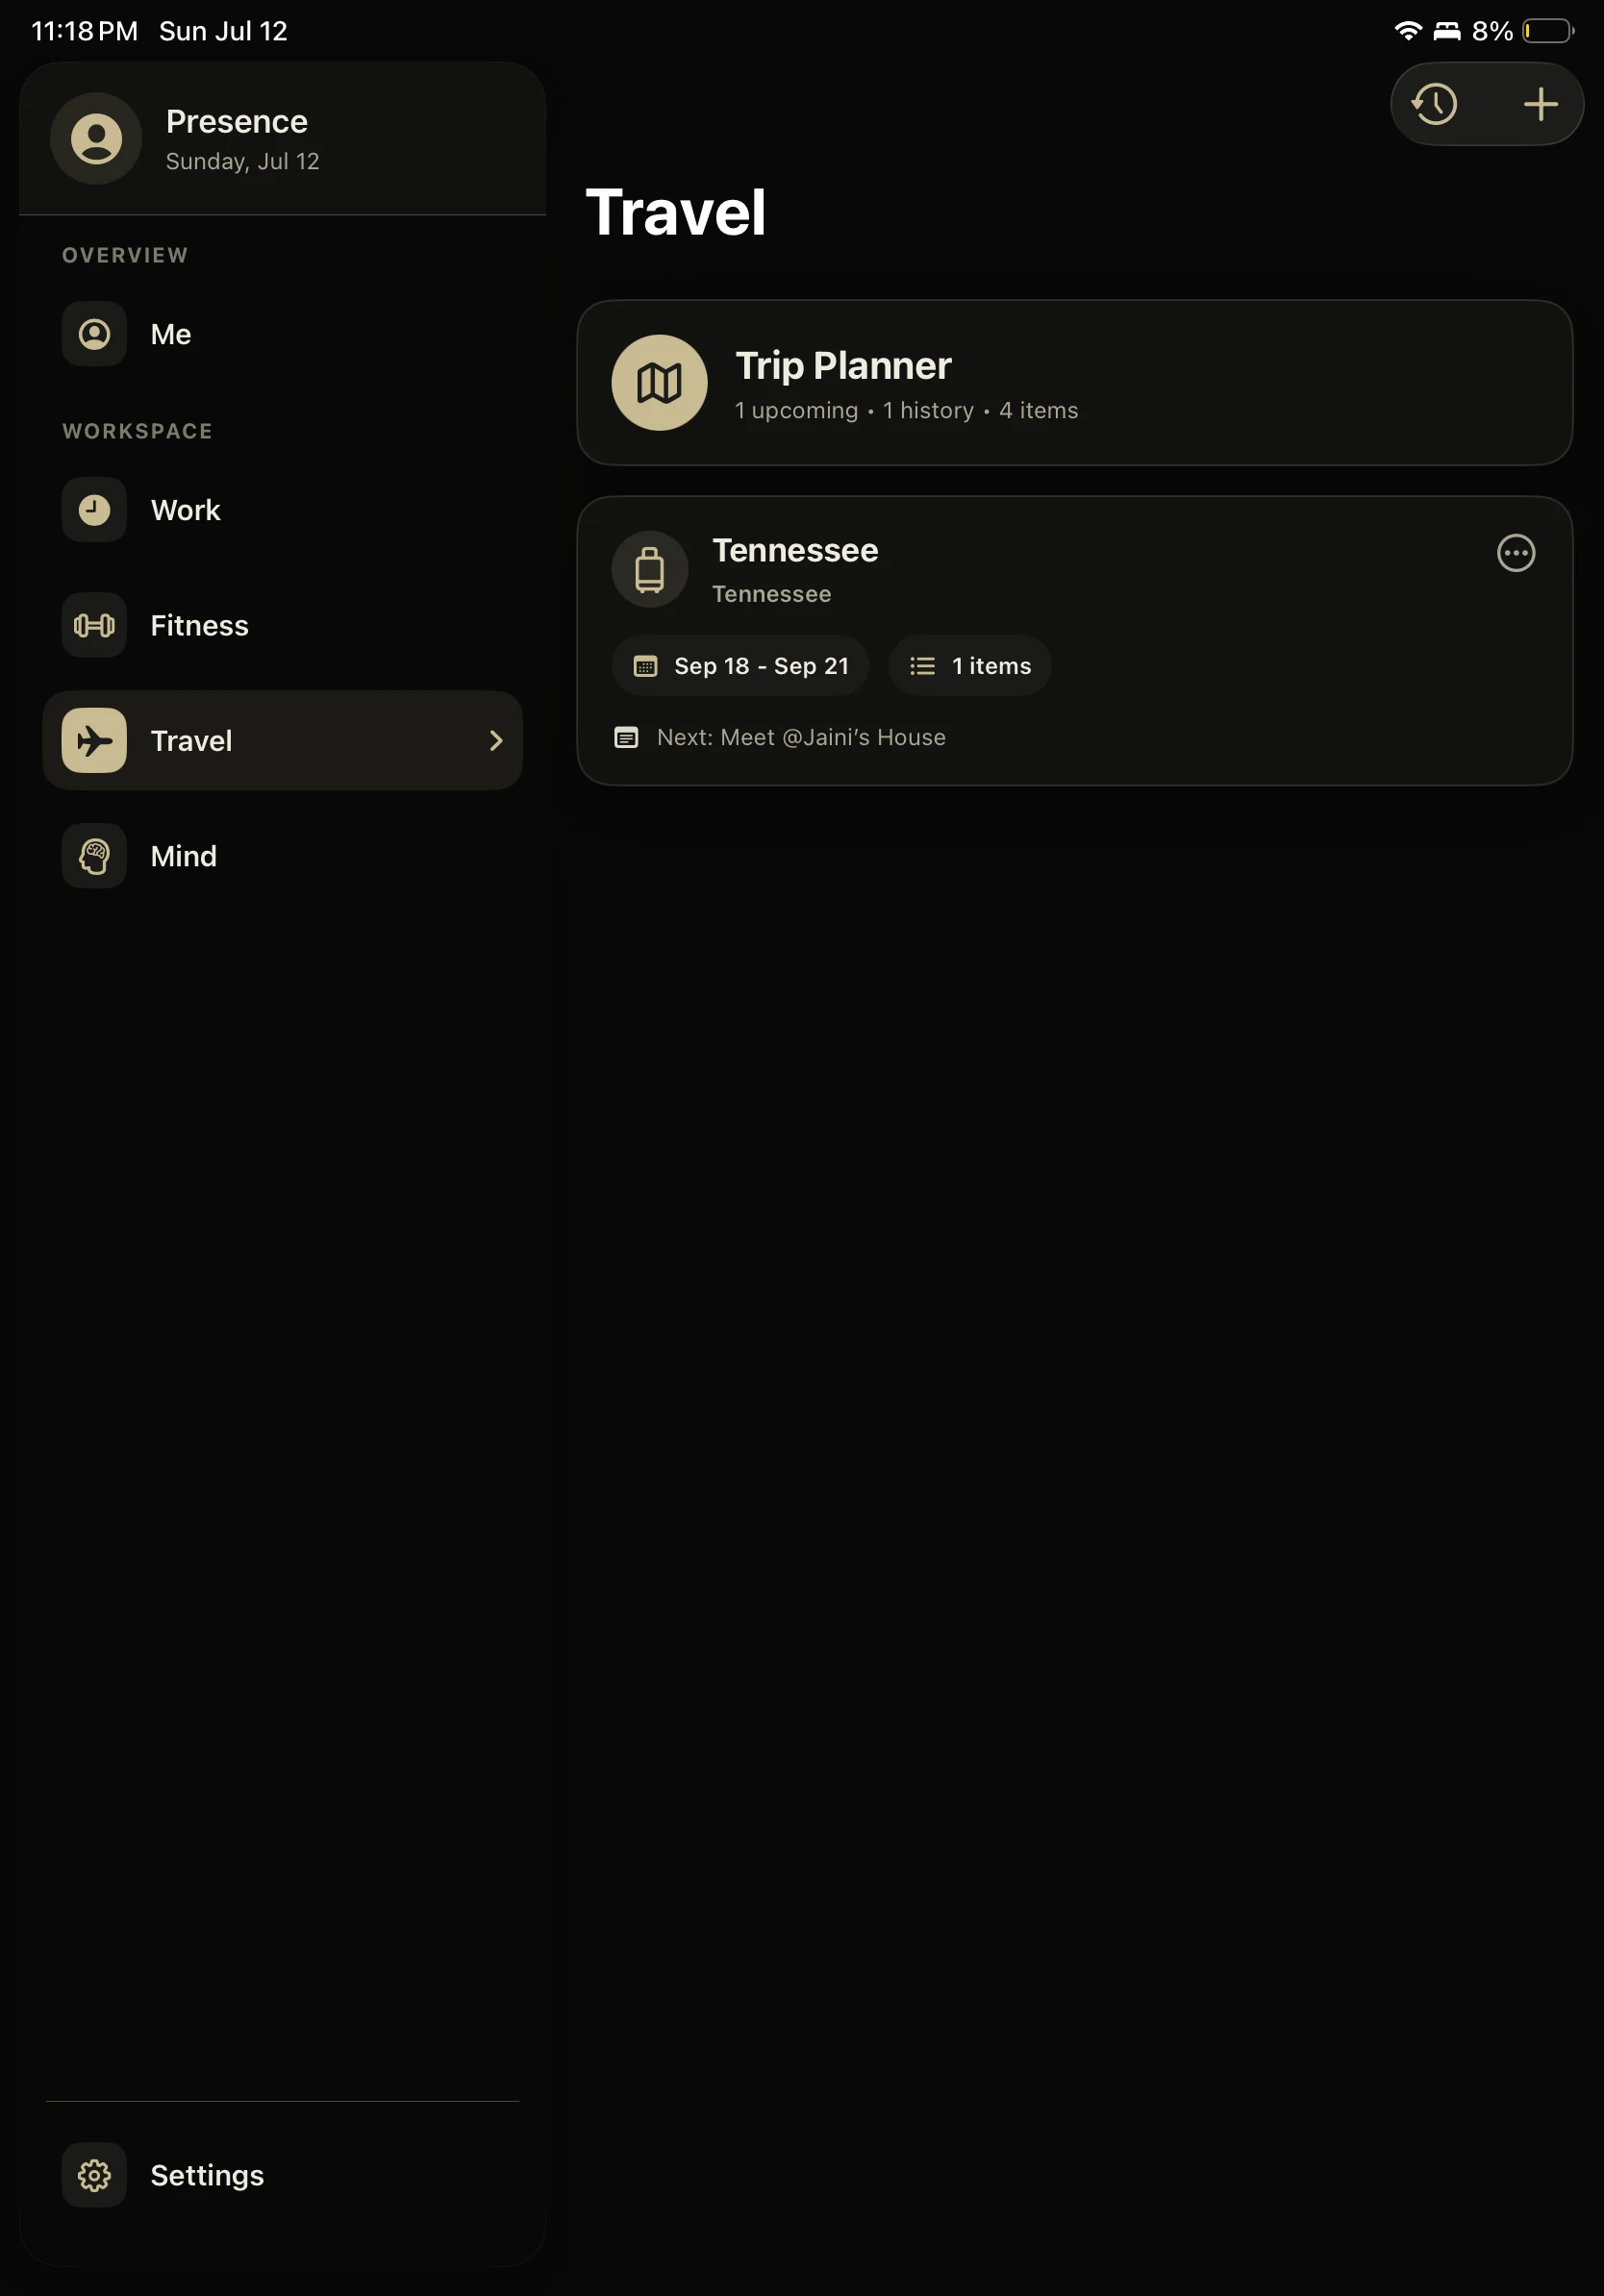 11:18 PM Sun Jul 12
8%
Presence
Sunday, Jul 12
OVERVIEW
Me
WORKSPACE
Work
Fitness
Travel
Mind
Settings
Travel
Trip Planner
1 upcoming • 1 history • 4 items
Tennessee
Tennessee
Sep 18 - Sep 21
1 items
Next: Meet @Jaini’s House